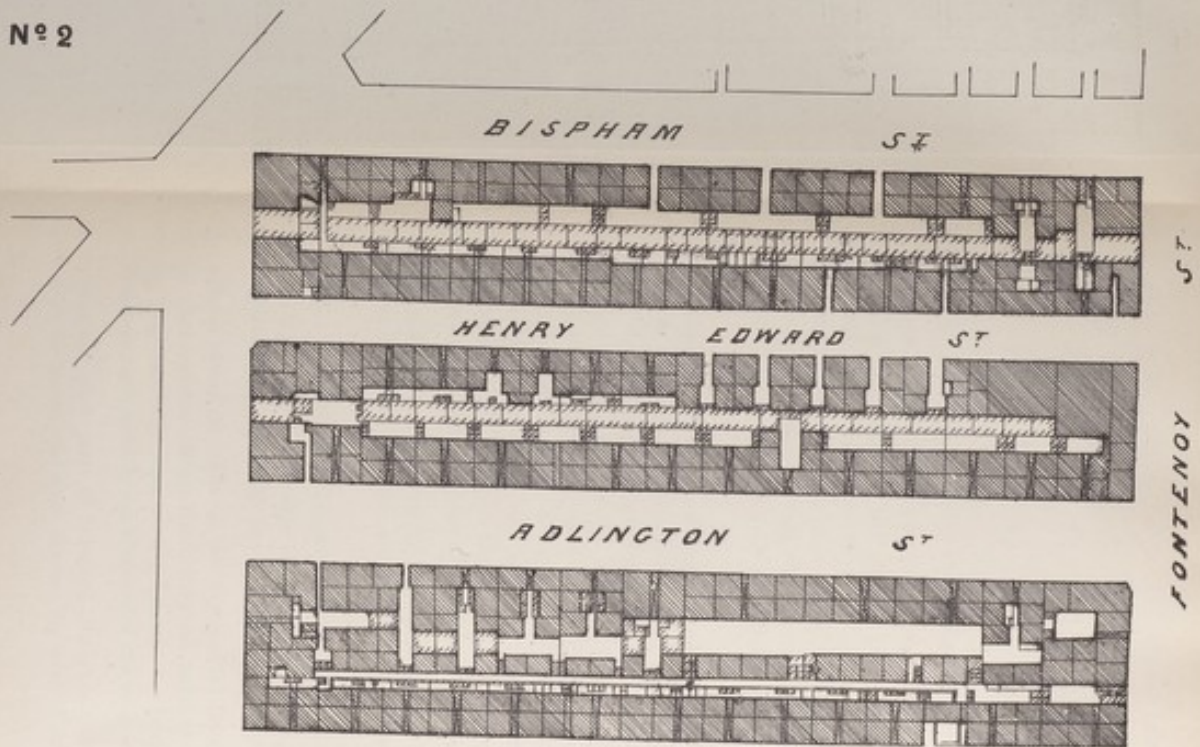 Nº 2
BISPHAM ST
HENRY EDWARD ST
ADLINGTON ST
FONTENOY ST